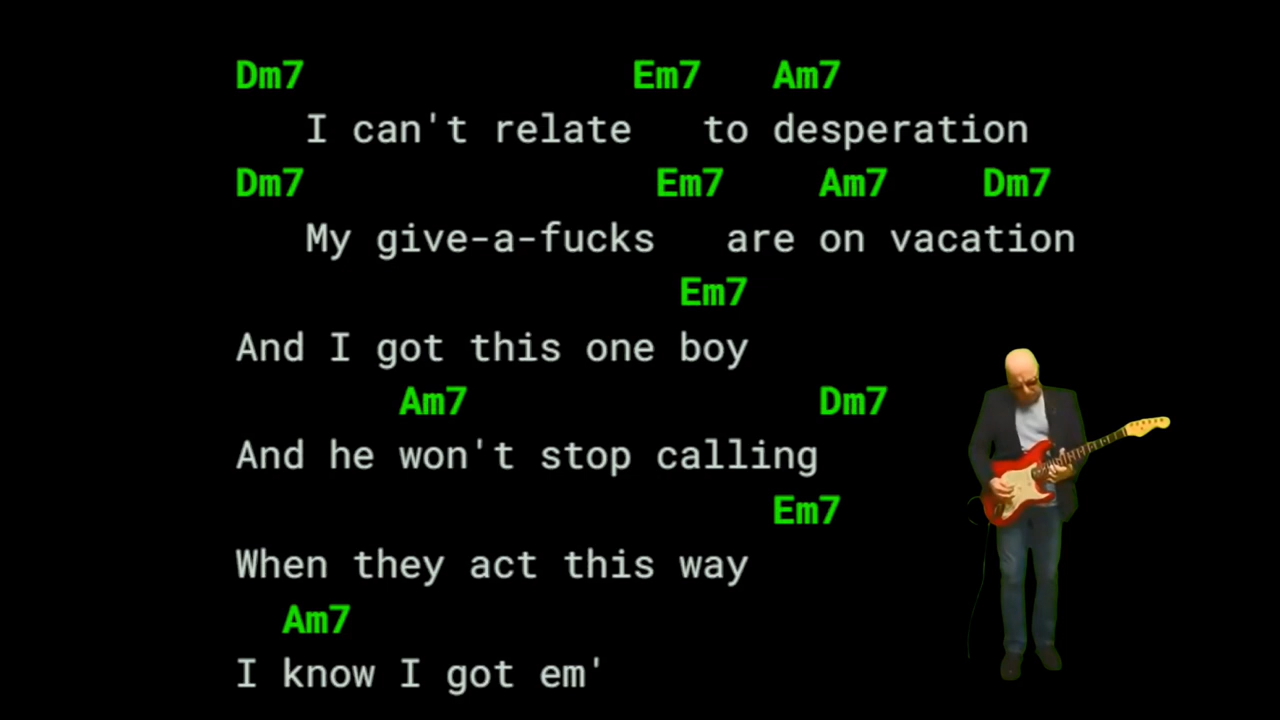 Dm7 Em7 Am7
I can't relate to desperation
Dm7 Em7 Am7 Dm7
My give-a-fucks are on vacation
Em7
And I got this one boy
Am7 Dm7
And he won't stop calling
Em7
When they act this way
Am7
I know I got em'